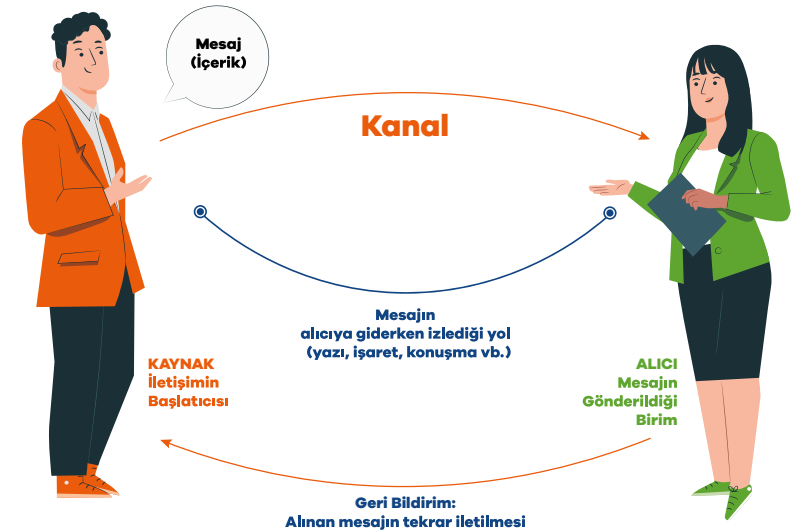 Mesaj
(İçerik)
Kanal
Mesajın
alıcıya giderken izlediği yol
(yazı, işaret, konuşma vb.)
KAYNAK
İletişimin
Başlatıcısı
ALICI
Mesajın
Gönderildiği
Birim
Geri Bildirim:
Alınan mesajın tekrar iletilmesi